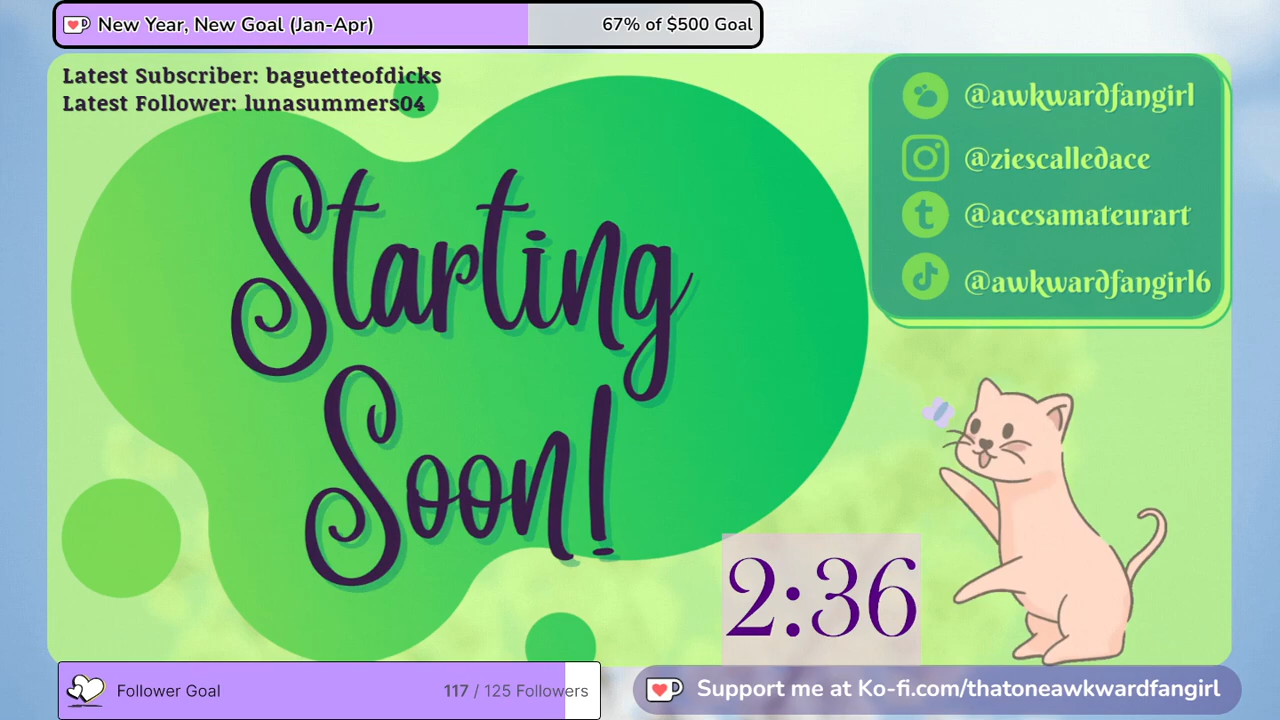 New Year, New Goal (Jan-Apr) 67% of $500 Goal
Latest Subscriber: baguetteofdicks
Latest Follower: lunasummers04
@awkwardfangirl
@ziescalledace
@acesamateurart
@awkwardfangirl6
Starting
Soon!
2:36
Follower Goal 117 / 125 Followers
Support me at Ko-fi.com/thatoneawkwardfangirl